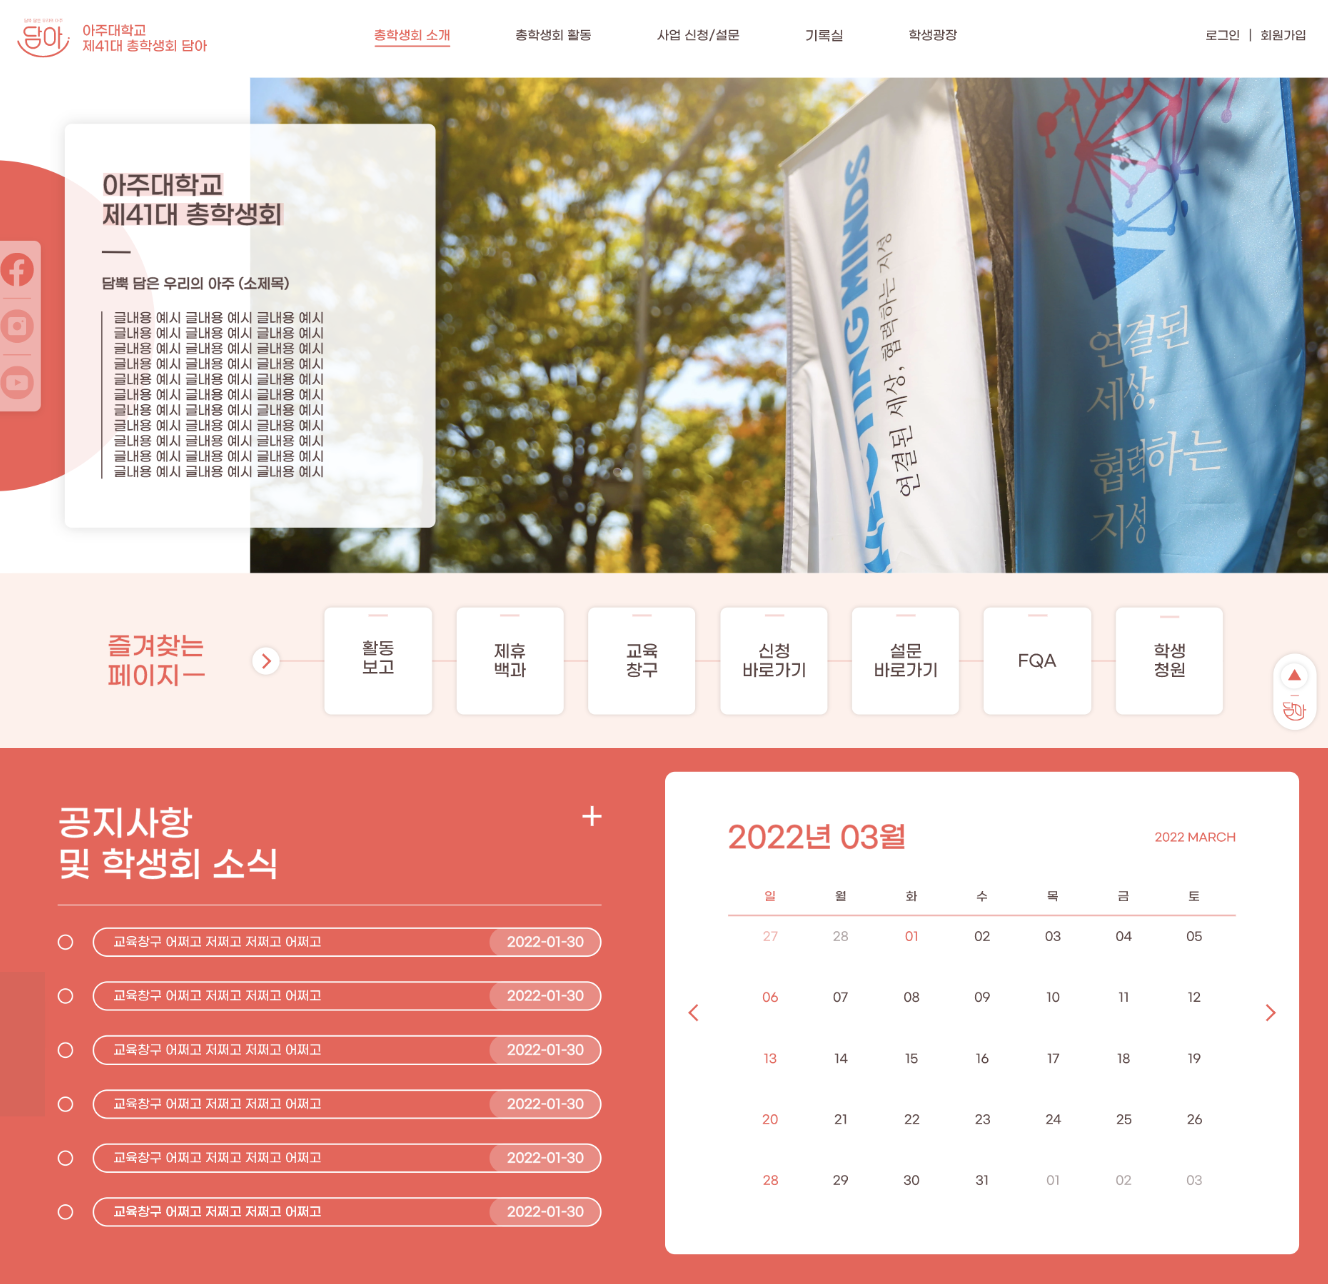 담아
아주대학교
제41대 총학생회 담아
총학생회 소개
총학생회 활동
사업 신청/설문
기록실
학생광장
로그인 | 회원가입
아주대학교
제41대 총학생회
담뿍 담은 우리의 아주 (소제목)
글내용 예시 글내용 예시 글내용 예시
글내용 예시 글내용 예시 글내용 예시
글내용 예시 글내용 예시 글내용 예시
글내용 예시 글내용 예시 글내용 예시
글내용 예시 글내용 예시 글내용 예시
글내용 예시 글내용 예시 글내용 예시
글내용 예시 글내용 예시 글내용 예시
글내용 예시 글내용 예시 글내용 예시
글내용 예시 글내용 예시 글내용 예시
글내용 예시 글내용 예시 글내용 예시
글내용 예시 글내용 예시 글내용 예시
MINDS
연결된 세상, 협력하는 지성
연결된
세상,
협력하는
지성
즐겨찾는
페이지
활동
보고
제휴
백과
교육
창구
신청
바로가기
설문
바로가기
FQA
학생
청원
담아
공지사항
및 학생회 소식
교육창구 어쩌고 저쩌고 저쩌고 어쩌고 2022-01-30
교육창구 어쩌고 저쩌고 저쩌고 어쩌고 2022-01-30
교육창구 어쩌고 저쩌고 저쩌고 어쩌고 2022-01-30
교육창구 어쩌고 저쩌고 저쩌고 어쩌고 2022-01-30
교육창구 어쩌고 저쩌고 저쩌고 어쩌고 2022-01-30
교육창구 어쩌고 저쩌고 저쩌고 어쩌고 2022-01-30
2022년 03월
2022 MARCH
일 월 화 수 목 금 토
27 28 01 02 03 04 05
06 07 08 09 10 11 12
13 14 15 16 17 18 19
20 21 22 23 24 25 26
28 29 30 31 01 02 03